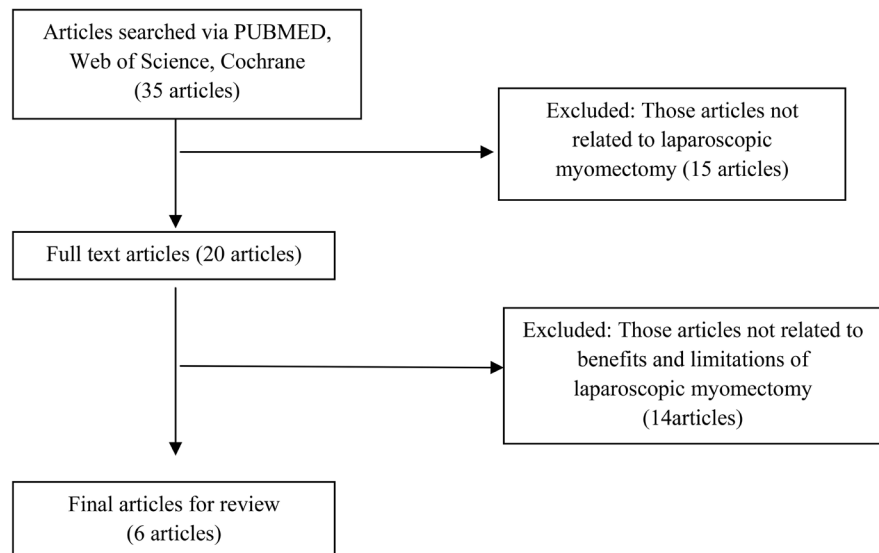 Articles searched via PUBMED,
Web of Science, Cochrane
(35 articles)
Excluded: Those articles not
related to laparoscopic
myomectomy (15 articles)
Full text articles (20 articles)
Excluded: Those articles not related to
benefits and limitations of
laparoscopic myomectomy
(14articles)
Final articles for review
(6 articles)